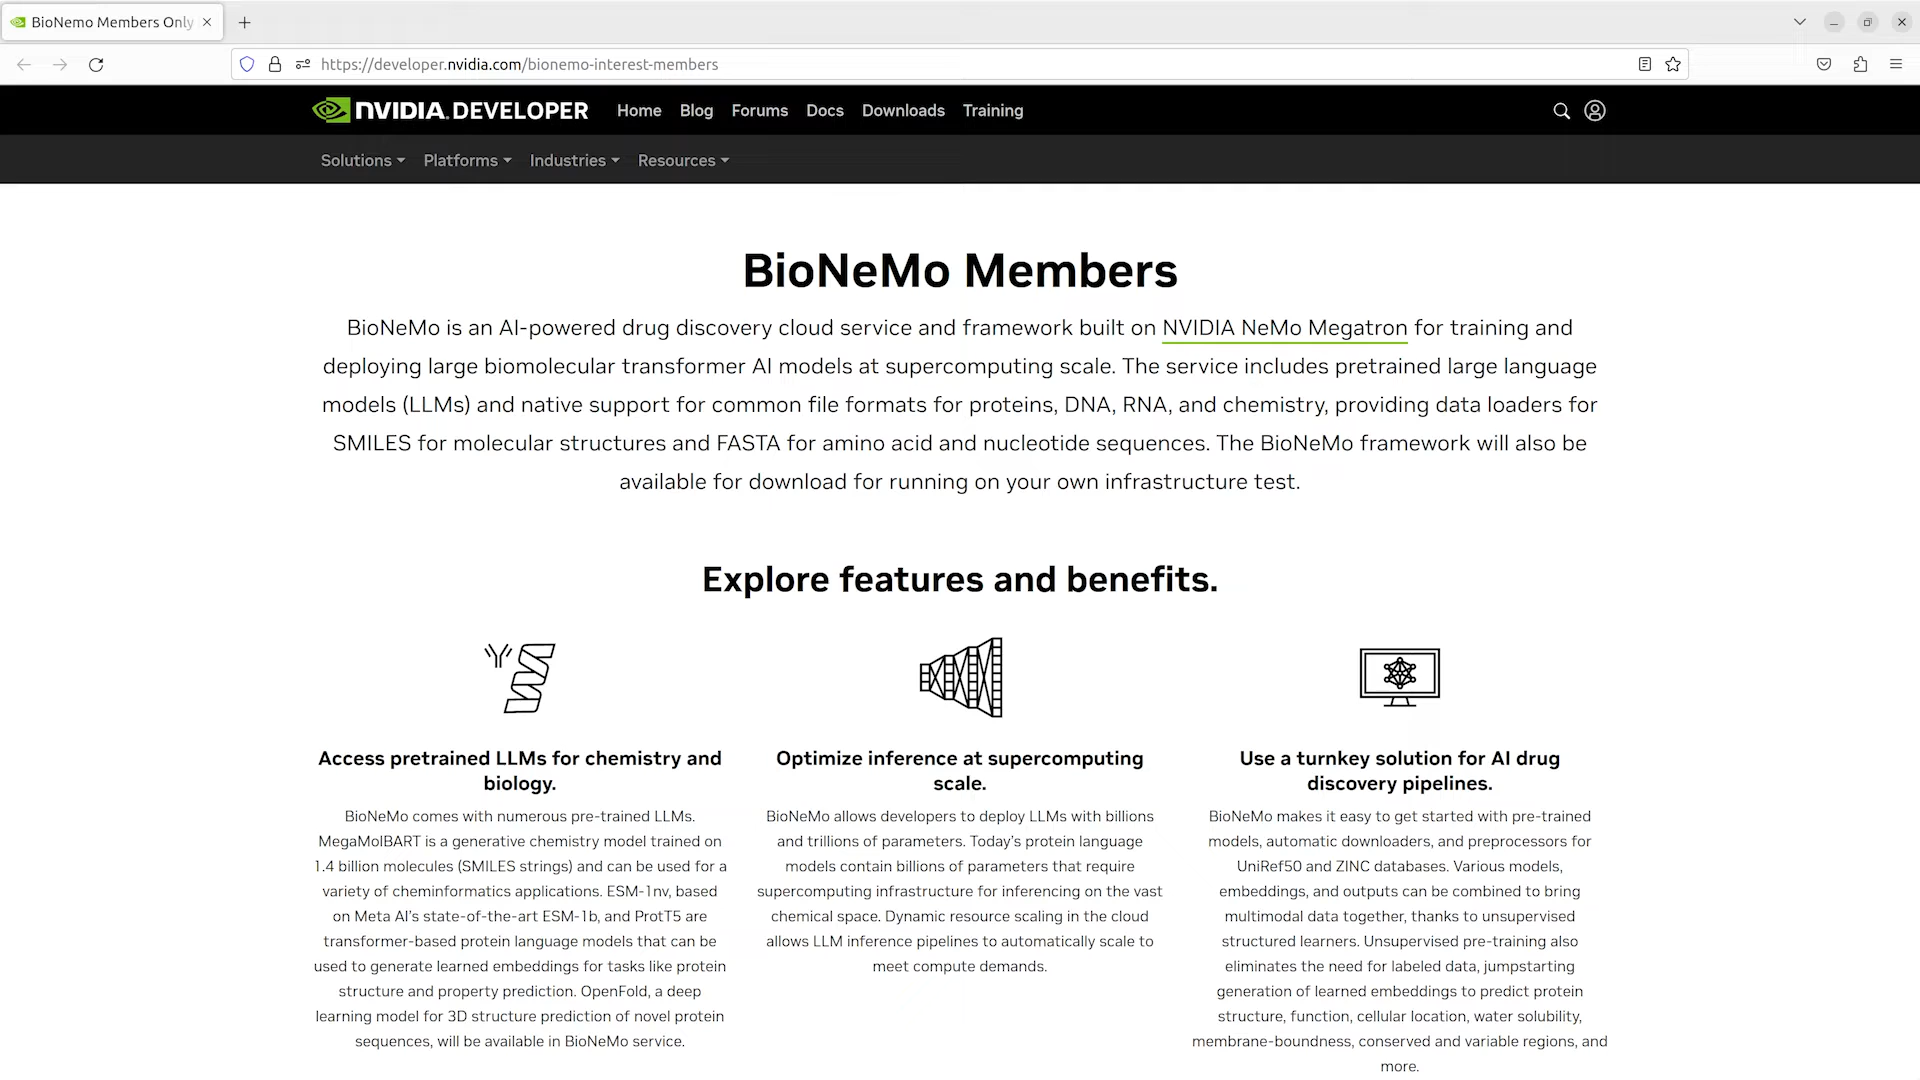 BioNemo Members Only
https://developer.nvidia.com/bionemo-interest-members
NVIDIA. DEVELOPER Home Blog Forums Docs Downloads Training
Solutions Platforms Industries Resources
BioNeMo Members
BioNeMo is an AI-powered drug discovery cloud service and framework built on NVIDIA NeMo Megatron for training and
deploying large biomolecular transformer AI models at supercomputing scale. The service includes pretrained large language
models (LLMs) and native support for common file formats for proteins, DNA, RNA, and chemistry, providing data loaders for
SMILES for molecular structures and FASTA for amino acid and nucleotide sequences. The BioNeMo framework will also be
available for download for running on your own infrastructure test.
Explore features and benefits.
Access pretrained LLMs for chemistry and
biology.
BioNeMo comes with numerous pre-trained LLMs.
MegaMolBART is a generative chemistry model trained on
1.4 billion molecules (SMILES strings) and can be used for a
variety of cheminformatics applications. ESM-1nv, based
on Meta AI's state-of-the-art ESM-1b, and ProtT5 are
transformer-based protein language models that can be
used to generate learned embeddings for tasks like protein
structure and property prediction. OpenFold, a deep
learning model for 3D structure prediction of novel protein
sequences, will be available in BioNeMo service.
Optimize inference at supercomputing
scale.
BioNeMo allows developers to deploy LLMs with billions
and trillions of parameters. Today's protein language
models contain billions of parameters that require
supercomputing infrastructure for inferencing on the vast
chemical space. Dynamic resource scaling in the cloud
allows LLM inference pipelines to automatically scale to
meet compute demands.
Use a turnkey solution for AI drug
discovery pipelines.
BioNeMo makes it easy to get started with pre-trained
models, automatic downloaders, and preprocessors for
UniRef50 and ZINC databases. Various models,
embeddings, and outputs can be combined to bring
multimodal data together, thanks to unsupervised
structured learners. Unsupervised pre-training also
eliminates the need for labeled data, jumpstarting
generation of learned embeddings to predict protein
structure, function, cellular location, water solubility,
membrane-boundness, conserved and variable regions, and
more.